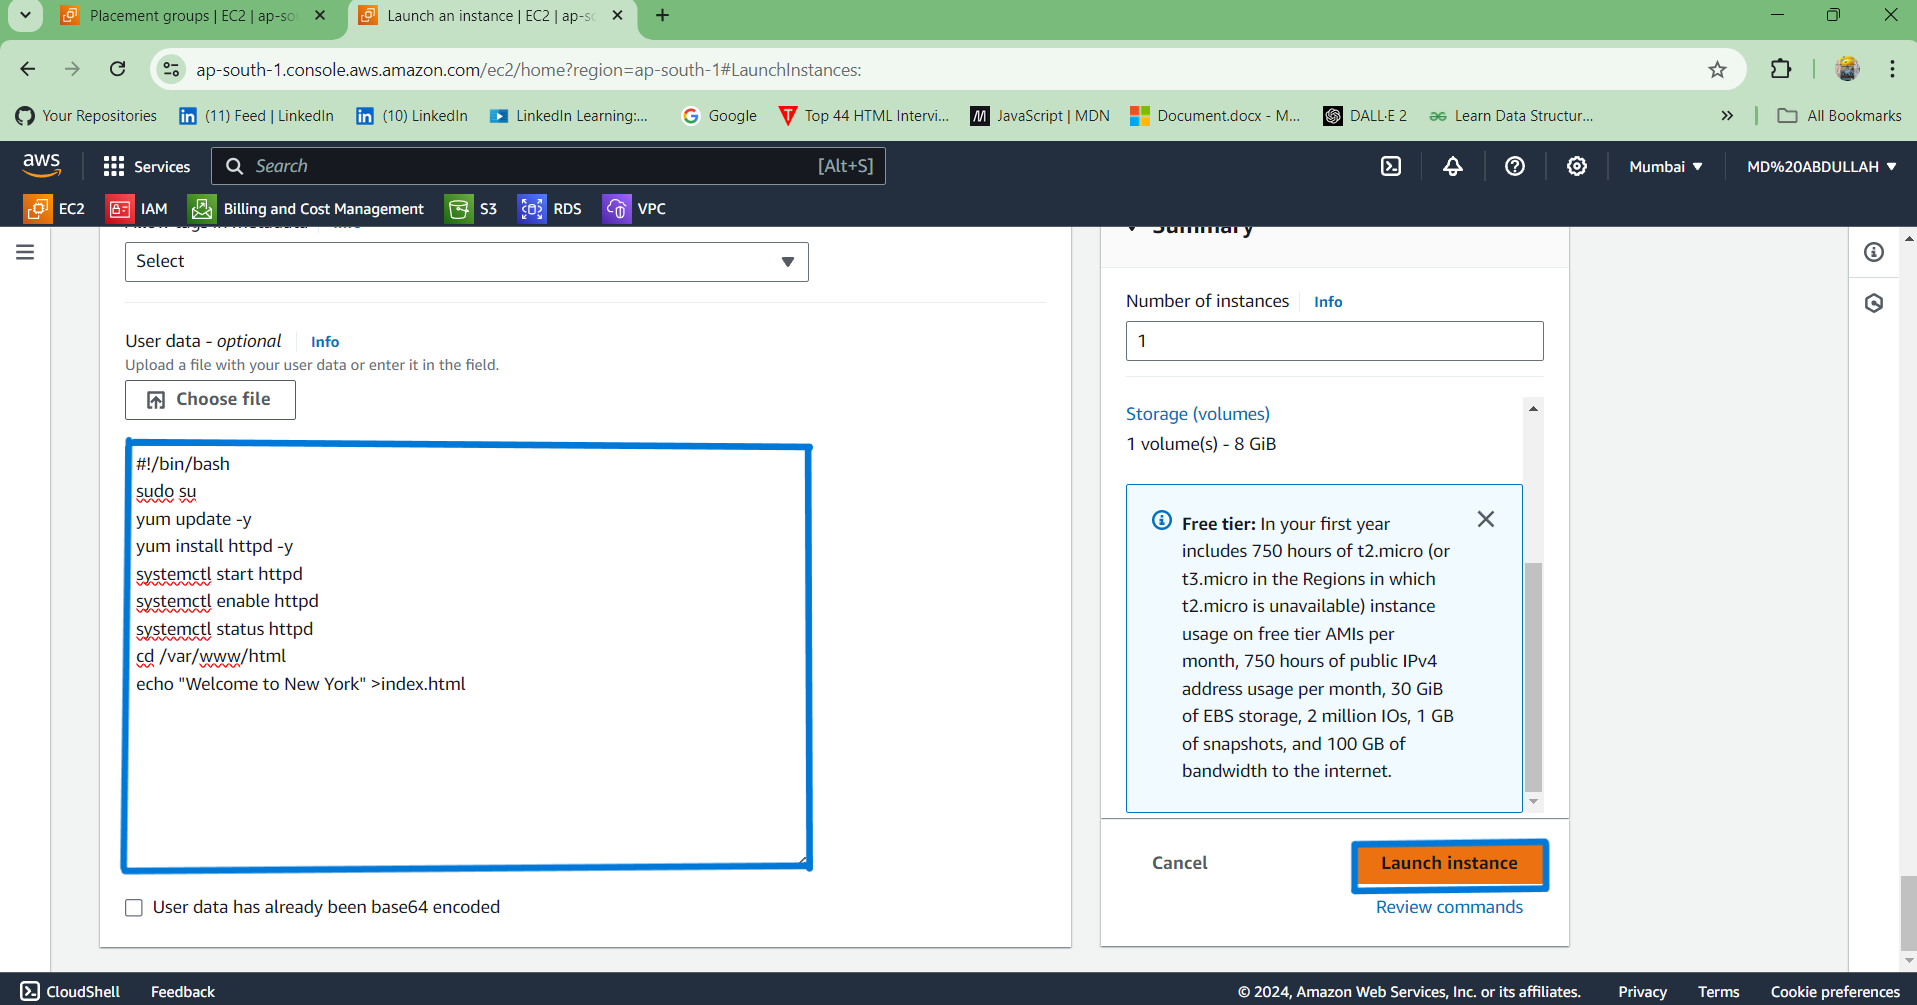 Placement groups | EC2 | ap-so
Launch an instance | EC2 | ap-sc
ap-south-1.console.aws.amazon.com/ec2/home?region=ap-south-1#LaunchInstances:
Your Repositories
(11) Feed | LinkedIn
(10) LinkedIn
LinkedIn Learning:...
Google
Top 44 HTML Intervi...
JavaScript | MDN
Document.docx - M...
DALL·E 2
Learn Data Structur...
All Bookmarks
aws
Services
Search
[Alt+S]
Mumbai
MD%20ABDULLAH
EC2
IAM
Billing and Cost Management
S3
RDS
VPC
Select
User data - optional
Info
Upload a file with your user data or enter it in the field.
Choose file
#!/bin/bash
sudo su
yum update -y
yum install httpd -y
systemctl start httpd
systemctl enable httpd
systemctl status httpd
cd /var/www/html
echo "Welcome to New York" >index.html
User data has already been base64 encoded
Summary
Number of instances
Info
1
Storage (volumes)
1 volume(s) - 8 GiB
Free tier: In your first year
includes 750 hours of t2.micro (or
t3.micro in the Regions in which
t2.micro is unavailable) instance
usage on free tier AMIs per
month, 750 hours of public IPv4
address usage per month, 30 GiB
of EBS storage, 2 million IOs, 1 GB
of snapshots, and 100 GB of
bandwidth to the internet.
Cancel
Launch instance
Review commands
CloudShell
Feedback
© 2024, Amazon Web Services, Inc. or its affiliates.
Privacy
Terms
Cookie preferences